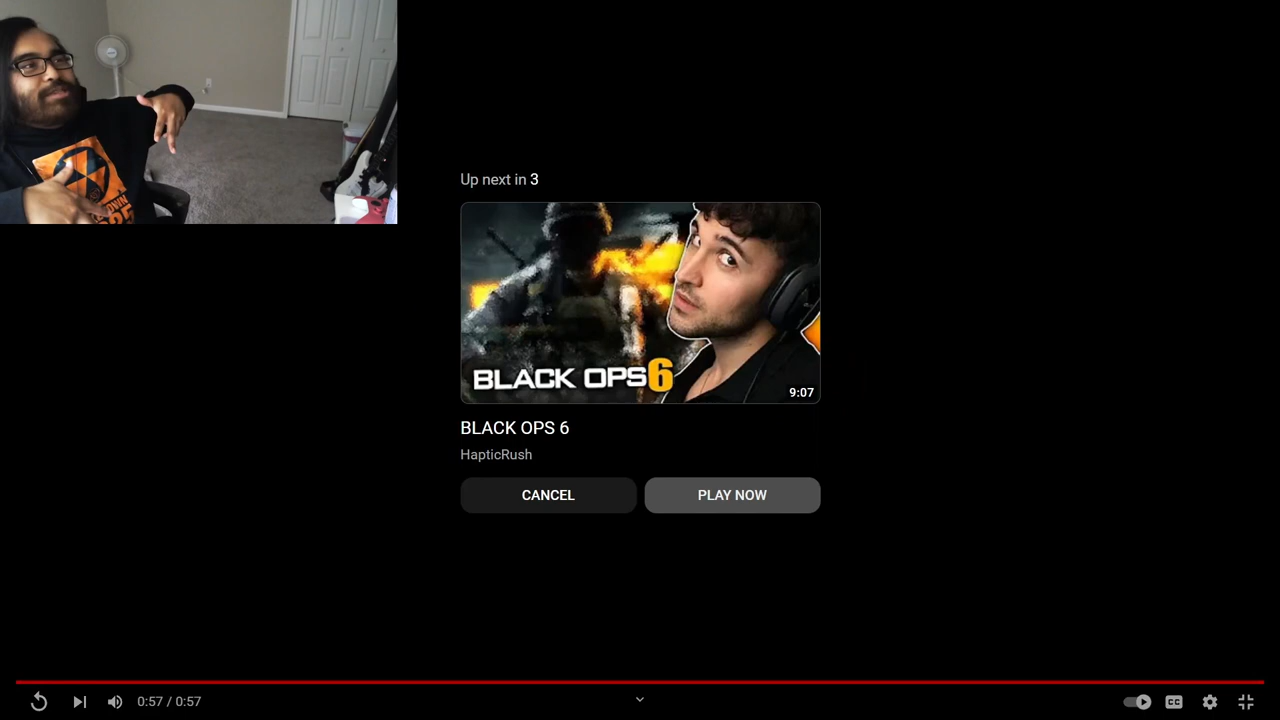 Up next in 3
BLACK OPS 6
9:07
BLACK OPS 6
HapticRush
CANCEL
PLAY NOW
0:57 / 0:57
CC